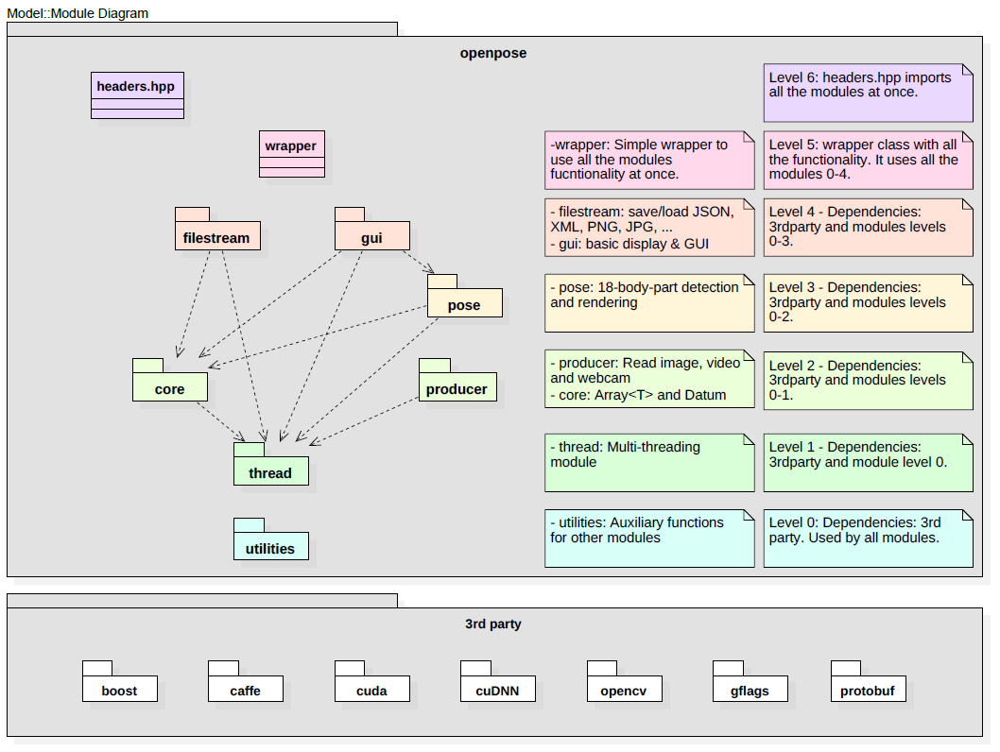 Model::Module Diagram
openpose
headers.hpp
Level 6: headers.hpp imports
all the modules at once.
wrapper
-wrapper: Simple wrapper to
use all the modules
fucntionality at once.
Level 5: wrapper class with all
the functionality. It uses all the
modules 0-4.
filestream
gui
- filestream: save/load JSON,
XML, PNG, JPG, ...
- gui: basic display & GUI
Level 4 - Dependencies:
3rdparty and modules levels
0-3.
pose
- pose: 18-body-part detection
and rendering
Level 3 - Dependencies:
3rdparty and modules levels
0-2.
core
producer
- producer: Read image, video
and webcam
- core: Array<T> and Datum
Level 2 - Dependencies:
3rdparty and modules levels
0-1.
thread
- thread: Multi-threading
module
Level 1 - Dependencies:
3rdparty and module level 0.
utilities
- utilities: Auxiliary functions
for other modules
Level 0: Dependencies: 3rd
party. Used by all modules.
3rd party
boost
caffe
cuda
cuDNN
opencv
gflags
protobuf